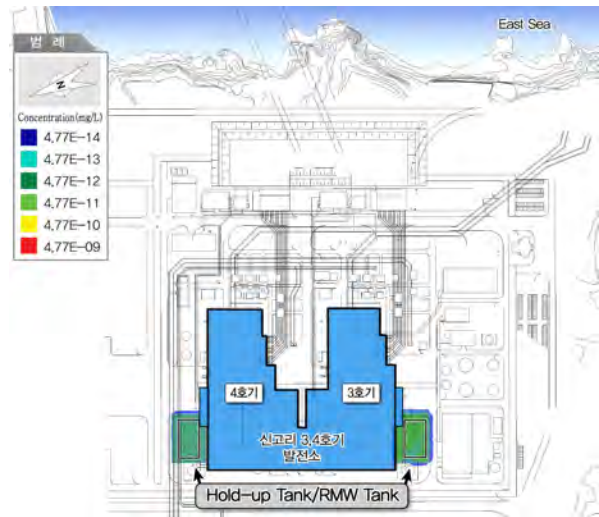 East Sea
범 례
N
Concentration(mg/L)
4.77E-14
4.77E-13
4.77E-12
4.77E-11
4.77E-10
4.77E-09
4호기
3호기
신고리 3,4호기
발전소
Hold-up Tank/RMW Tank